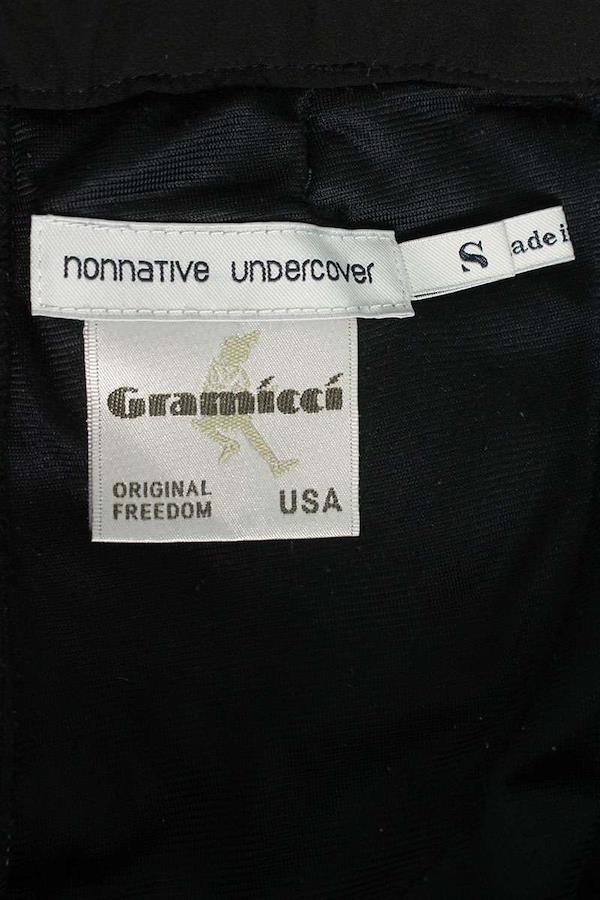 nonnative undercover
S
ade i
Gramicci
ORIGINAL
FREEDOM
USA